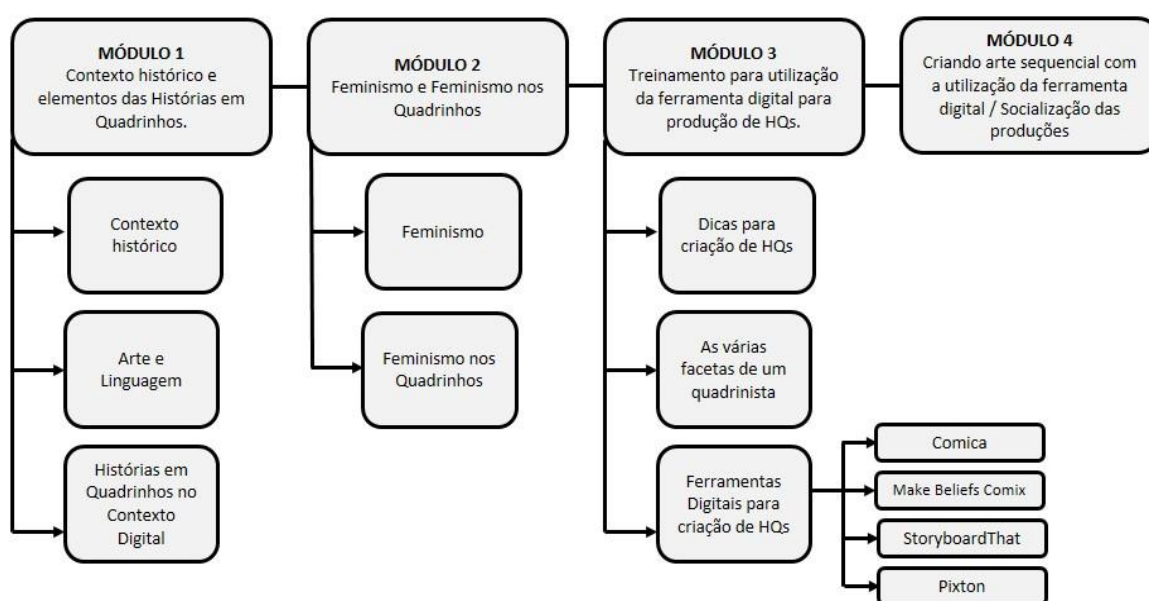 MÓDULO 1
Contexto histórico e
elementos das Histórias em
Quadrinhos.
MÓDULO 2
Feminismo e Feminismo nos
Quadrinhos
MÓDULO 3
Treinamento para utilização
da ferramenta digital para
produção de HQs.
MÓDULO 4
Criando arte sequencial com
a utilização da ferramenta
digital / Socialização das
produções
Contexto
histórico
Arte e
Linguagem
Histórias em
Quadrinhos no
Contexto
Digital
Feminismo
Feminismo nos
Quadrinhos
Dicas para
criação de HQs
As várias
facetas de um
quadrinista
Ferramentas
Digitais para
criação de HQs
Comica
Make Beliefs Comix
StoryboardThat
Pixton